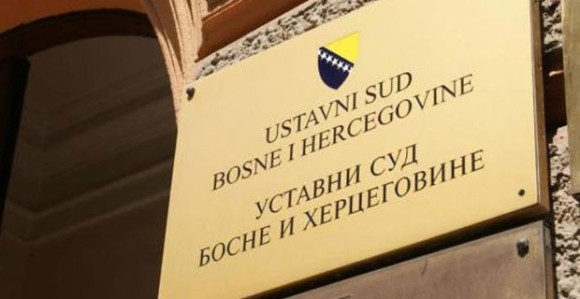 USTAVNI SUD
BOSNE I HERCEGOVINE
УСТАВНИ СУД
БОСНЕ И ХЕРЦЕГОВИНЕ